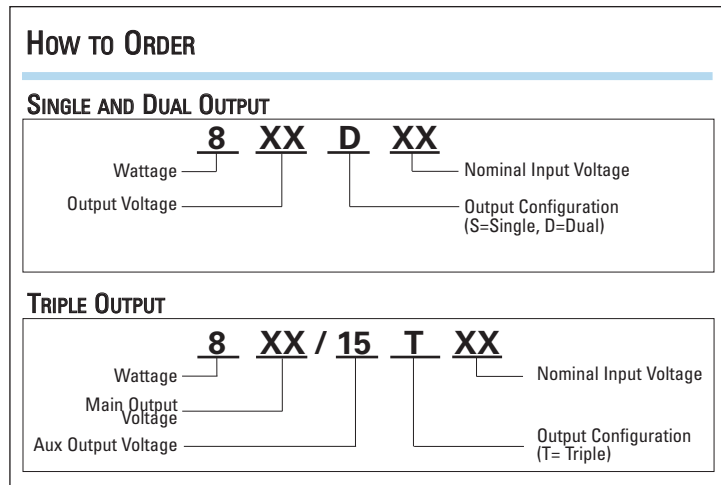 HOW TO ORDER
SINGLE AND DUAL OUTPUT
8 XX D XX
Wattage
Nominal Input Voltage
Output Voltage
Output Configuration
(S=Single, D=Dual)
TRIPLE OUTPUT
8 XX / 15 T XX
Wattage
Nominal Input Voltage
Main Output
Voltage
Aux Output Voltage
Output Configuration
(T= Triple)